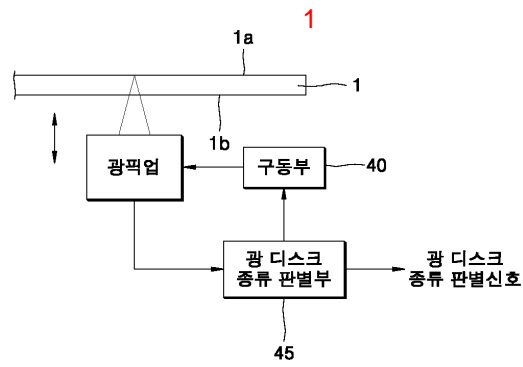 1
1a
1
1b
광픽업
구동부
40
광 디스크
종류 판별부
광 디스크
종류 판별신호
45